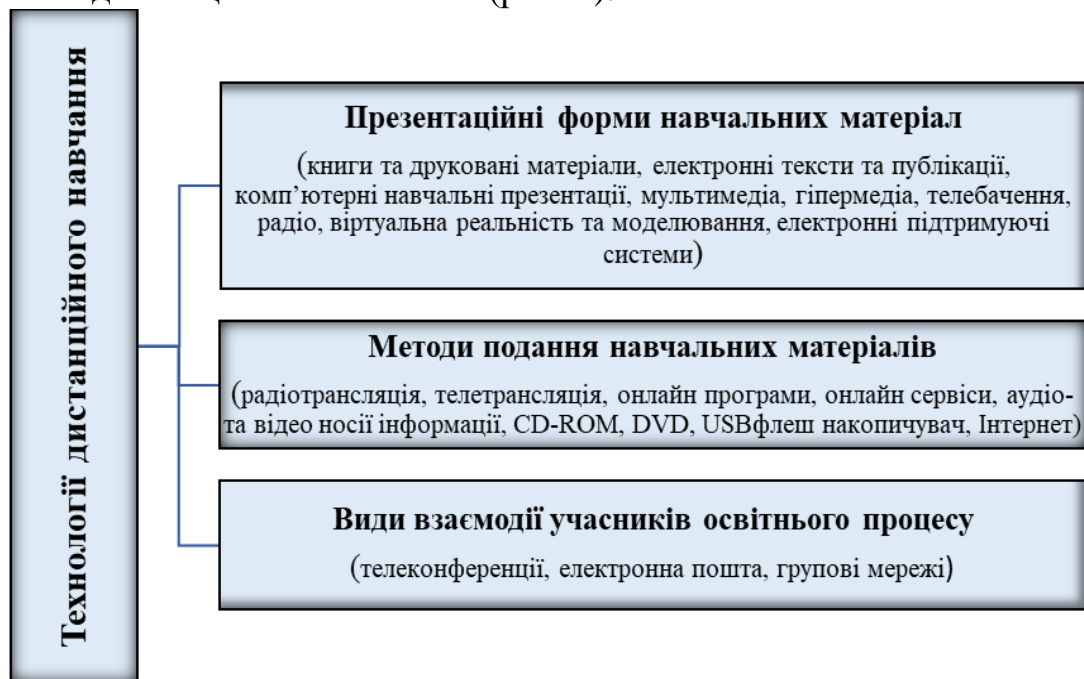 Технології дистанційного навчання
Презентаційні форми навчальних матеріал
(книги та друковані матеріали, електронні тексти та публікації,
комп’ютерні навчальні презентації, мультимедіа, гіпермедіа, телебачення,
радіо, віртуальна реальність та моделювання, електронні підтримуючі
системи)
Методи подання навчальних матеріалів
(радіотрансляція, телетрансляція, онлайн програми, онлайн сервіси, аудіо-
та відео носії інформації, CD-ROM, DVD, USBфлеш накопичувач, Інтернет)
Види взаємодії учасників освітнього процесу
(телеконференції, електронна пошта, групові мережі)